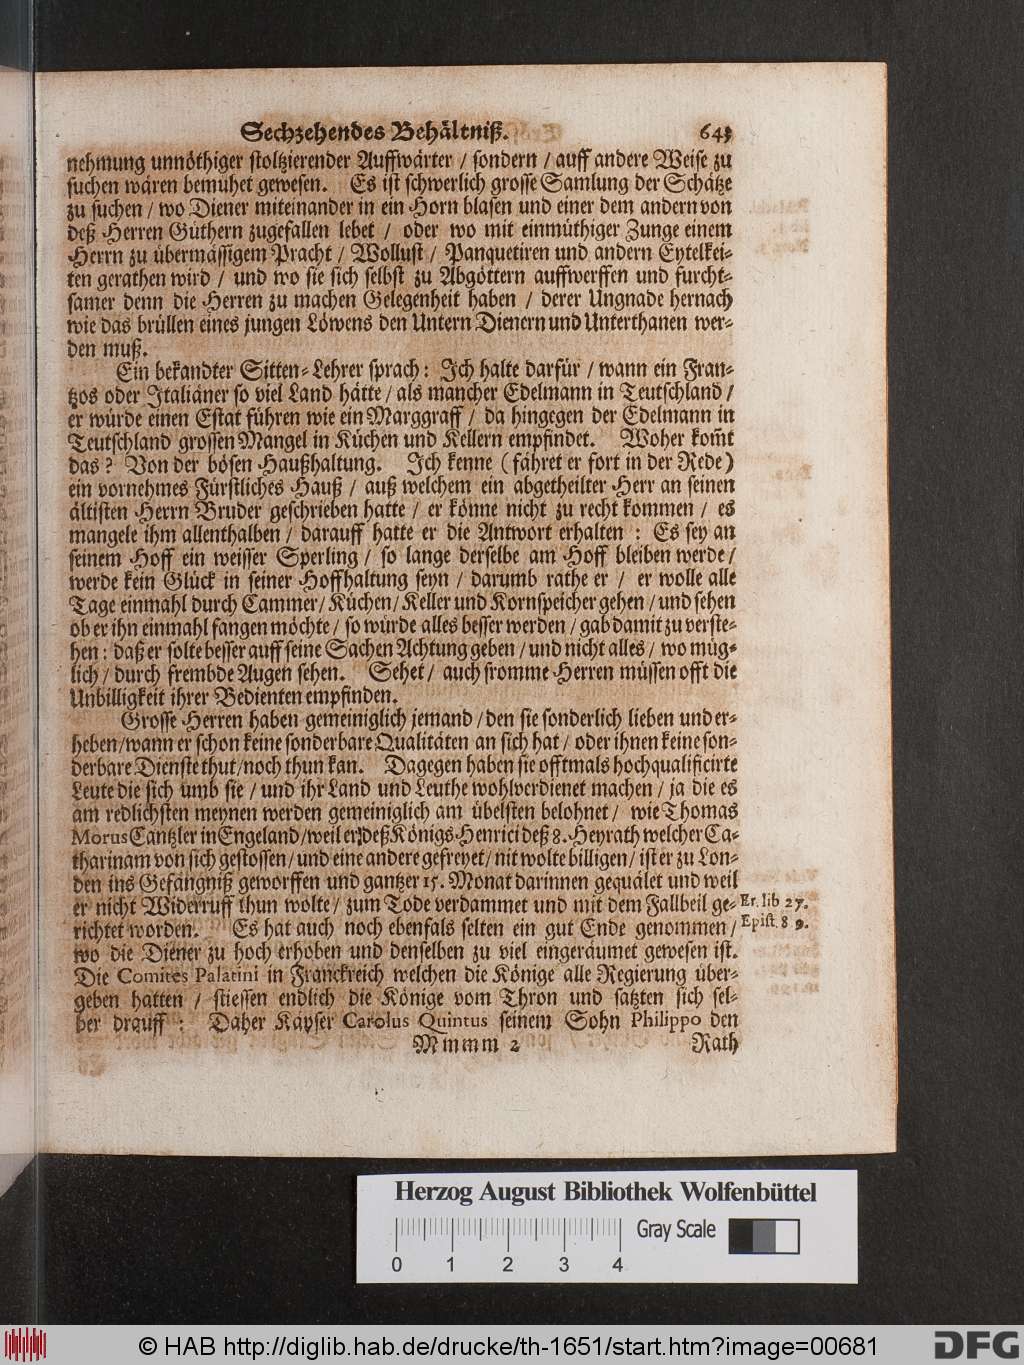 Sechzehendes Behältniß. 643
nehmung unnöthiger stoltzierender Auffwärter / sondern / auff andere Weise zu
suchen wären bemühet gewesen. Es ist schwerlich grosse Samlung der Schätze
zu suchen / wo Diener miteinander in ein Horn blasen und einer dem andern von
deß Herren Güthern zugefallen lebet / oder wo mit einmüthiger Zunge einem
Herrn zu übermässigem Pracht / Wollust / Panquetiren und andern Eytelkei-
ten gerathen wird / und wo sie sich selbst zu Abgöttern auffwerffen und furcht-
samer denn die Herren zu machen Gelegenheit haben / derer Ungnade hernach
wie das brüllen eines jungen Löwens den Untern Dienern und Unterthanen wer-
den muß.
Ein bekandter Sitten-Lehrer sprach: Ich halte darfür / wann ein Fran-
tzos oder Italiäner so viel Land hätte / als mancher Edelmann in Teutschland /
er würde einen Estat führen wie ein Marggraff / da hingegen der Edelmann in
Teutschland grossen Mangel in Küchen und Kellern empfindet. Woher kom̃t
das? Von der bösen Haußhaltung. Ich kenne (fähret er fort in der Rede)
ein vornehmes Fürstliches Hauß / auß welchem ein abgetheilter Herr an seinen
ältisten Herrn Bruder geschrieben hatte / er könne nicht zu recht kommen / es
mangele ihm allenthalben / darauff hatte er die Antwort erhalten : Es sey an
seinem Hoff ein weisser Sperling / so lange derselbe am Hoff bleiben werde /
werde kein Glück in seiner Hoffhaltung seyn / darumb rathe er / er wolle alle
Tage einmahl durch Cammer / Küchen / Keller und Kornspeicher gehen / und sehen
ob er ihn einmahl fangen möchte / so würde alles besser werden / gab damit zu verste-
hen: daß er solte besser auff seine Sachen Achtung geben / und nicht alles / wo müg-
lich / durch frembde Augen sehen. Sehet / auch fromme Herren müssen offt die
Unbilligkeit ihrer Bedienten empfinden.
Grosse Herren haben gemeiniglich jemand / den sie sonderlich lieben und er-
heben / wann er schon keine sonderbare Qualitäten an sich hat / oder ihnen keine son-
derbare Dienste thut / noch thun kan. Dagegen haben sie offtmals hochqualificirte
Leute die sich umb sie / und ihr Land und Leuthe wohlverdienet machen / ja die es
am redlichsten meynen werden gemeiniglich am übelsten belohnet / wie Thomas
Morus Cantzler in Engeland / weil er deß Königs Henrici deß 8. Heyrath welcher Ca-
tharinam von sich gestossen / und eine andere gefreyet / nit wolte billigen / ist er zu Lon-
den ins Gefängniß geworffen und gantzer 15. Monat darinnen gequälet und weil
er nicht Widerruff thun wolte / zum Tode verdammet und mit dem Fallbeil ge- Er. lib 27.
richtet worden. Es hat auch noch ebenfals selten ein gut Ende genommen / Epist. 8 9.
wo die Diener zu hoch erhoben und denselben zu viel eingeräumet gewesen ist.
Die Comites Palatini in Franckreich welchen die Könige alle Regierung über-
geben hatten / stiessen endlich die Könige vom Thron und satzten sich sel-
ber drauff : Daher Käyser Carolus Quintus seinem Sohn Philippo den
Mmmm 2 Rath
Herzog August Bibliothek Wolfenbüttel
Gray Scale
0 1 2 3 4
© HAB http://diglib.hab.de/drucke/th-1651/start.htm?image=00681
DFG